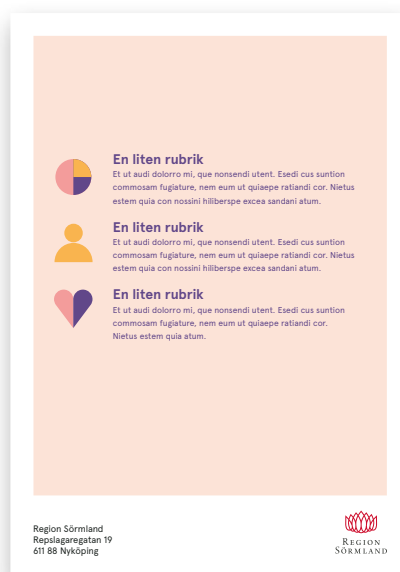 En liten rubrik
Et ut audi dolorro mi, que nonsendi utent. Esedi cus suntion
commosam fugiature, nem eum ut quiaepe ratiandi cor. Nietus
estem quia con nossini hiliberspe excea sandani atum.
En liten rubrik
Et ut audi dolorro mi, que nonsendi utent. Esedi cus suntion
commosam fugiature, nem eum ut quiaepe ratiandi cor. Nietus
estem quia con nossini hiliberspe excea sandani atum.
En liten rubrik
Et ut audi dolorro mi, que nonsendi utent. Esedi cus suntion
commosam fugiature, nem eum ut quiaepe ratiandi cor.
Nietus estem quia atum.
Region Sörmland
Repslagaregatan 19
611 88 Nyköping
REGION
SÖRMLAND